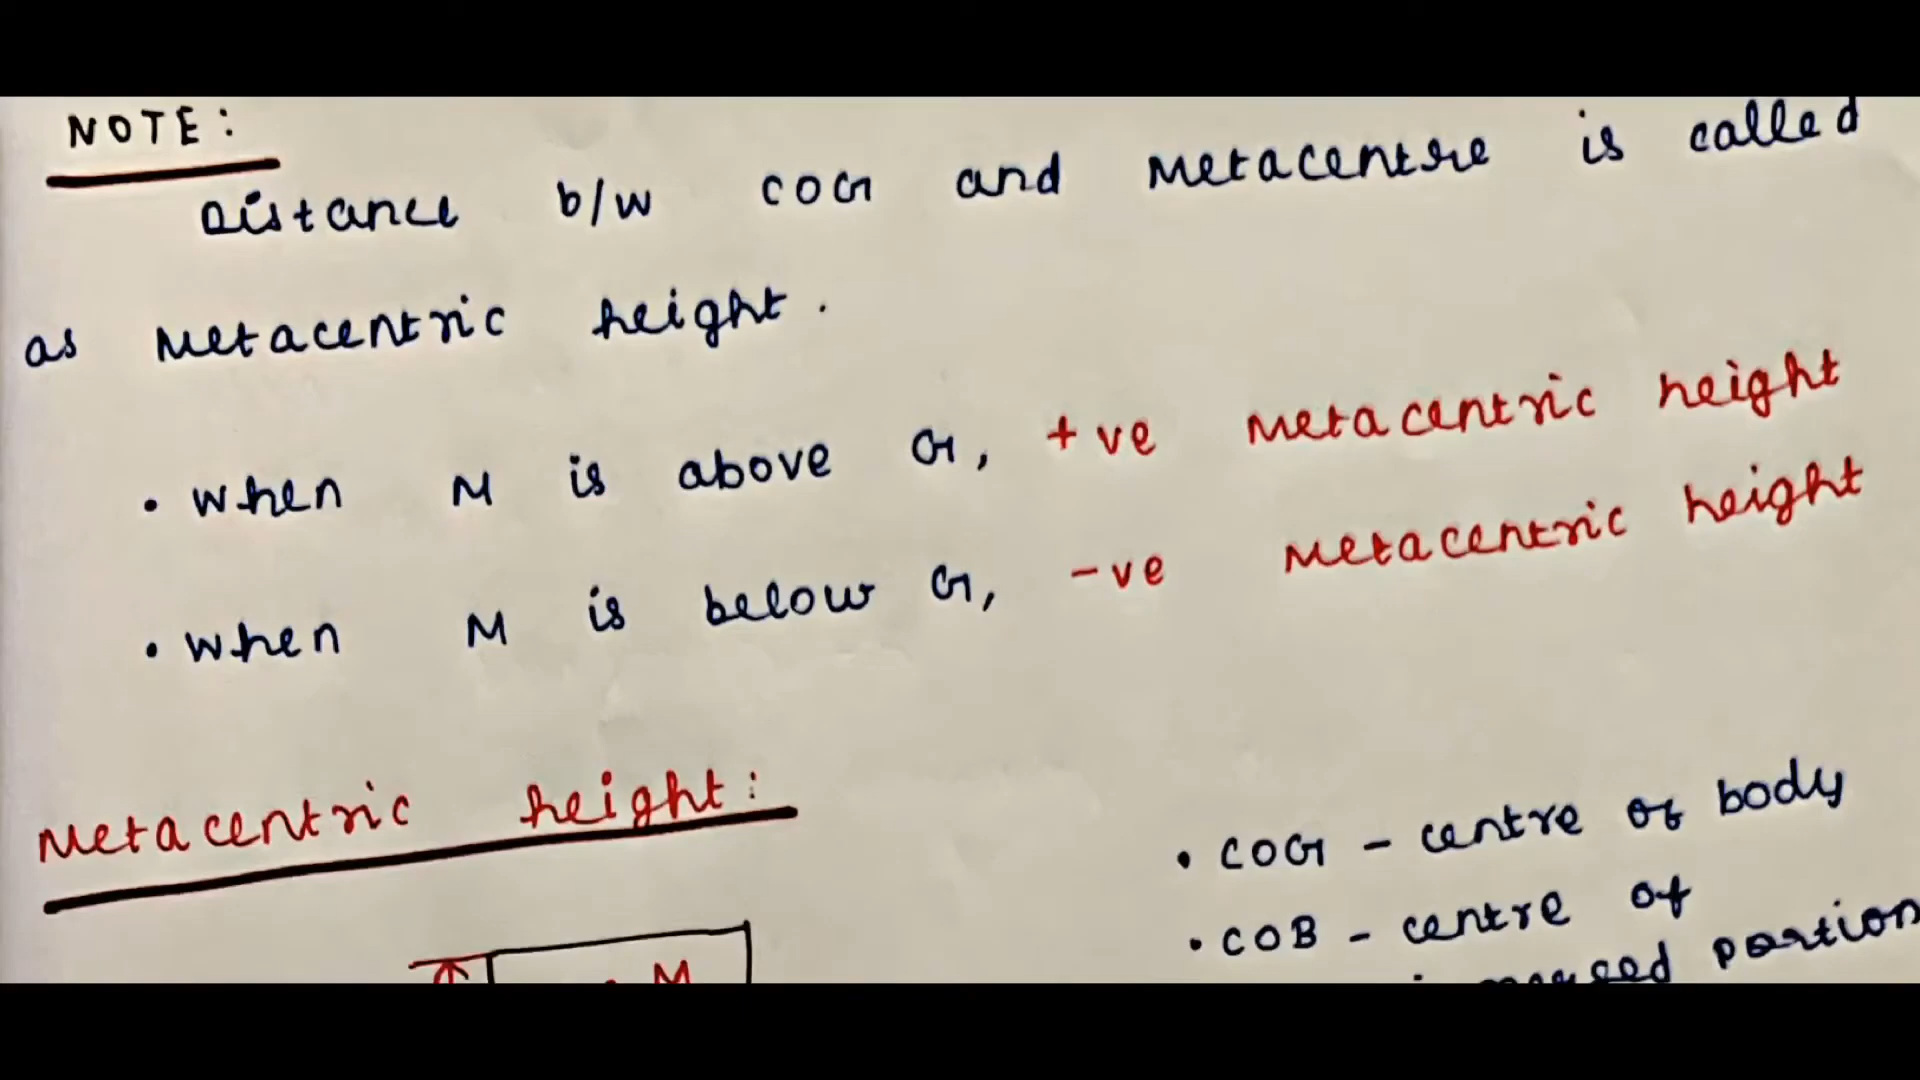 NOTE:
Distance b/w COG and Metacentre is called
as Metacentric height.
• When M is above G, +ve Metacentric height
• When M is below G, -ve Metacentric height
Metacentric height:
• COG - centre of body
• COB - centre of
portion
M